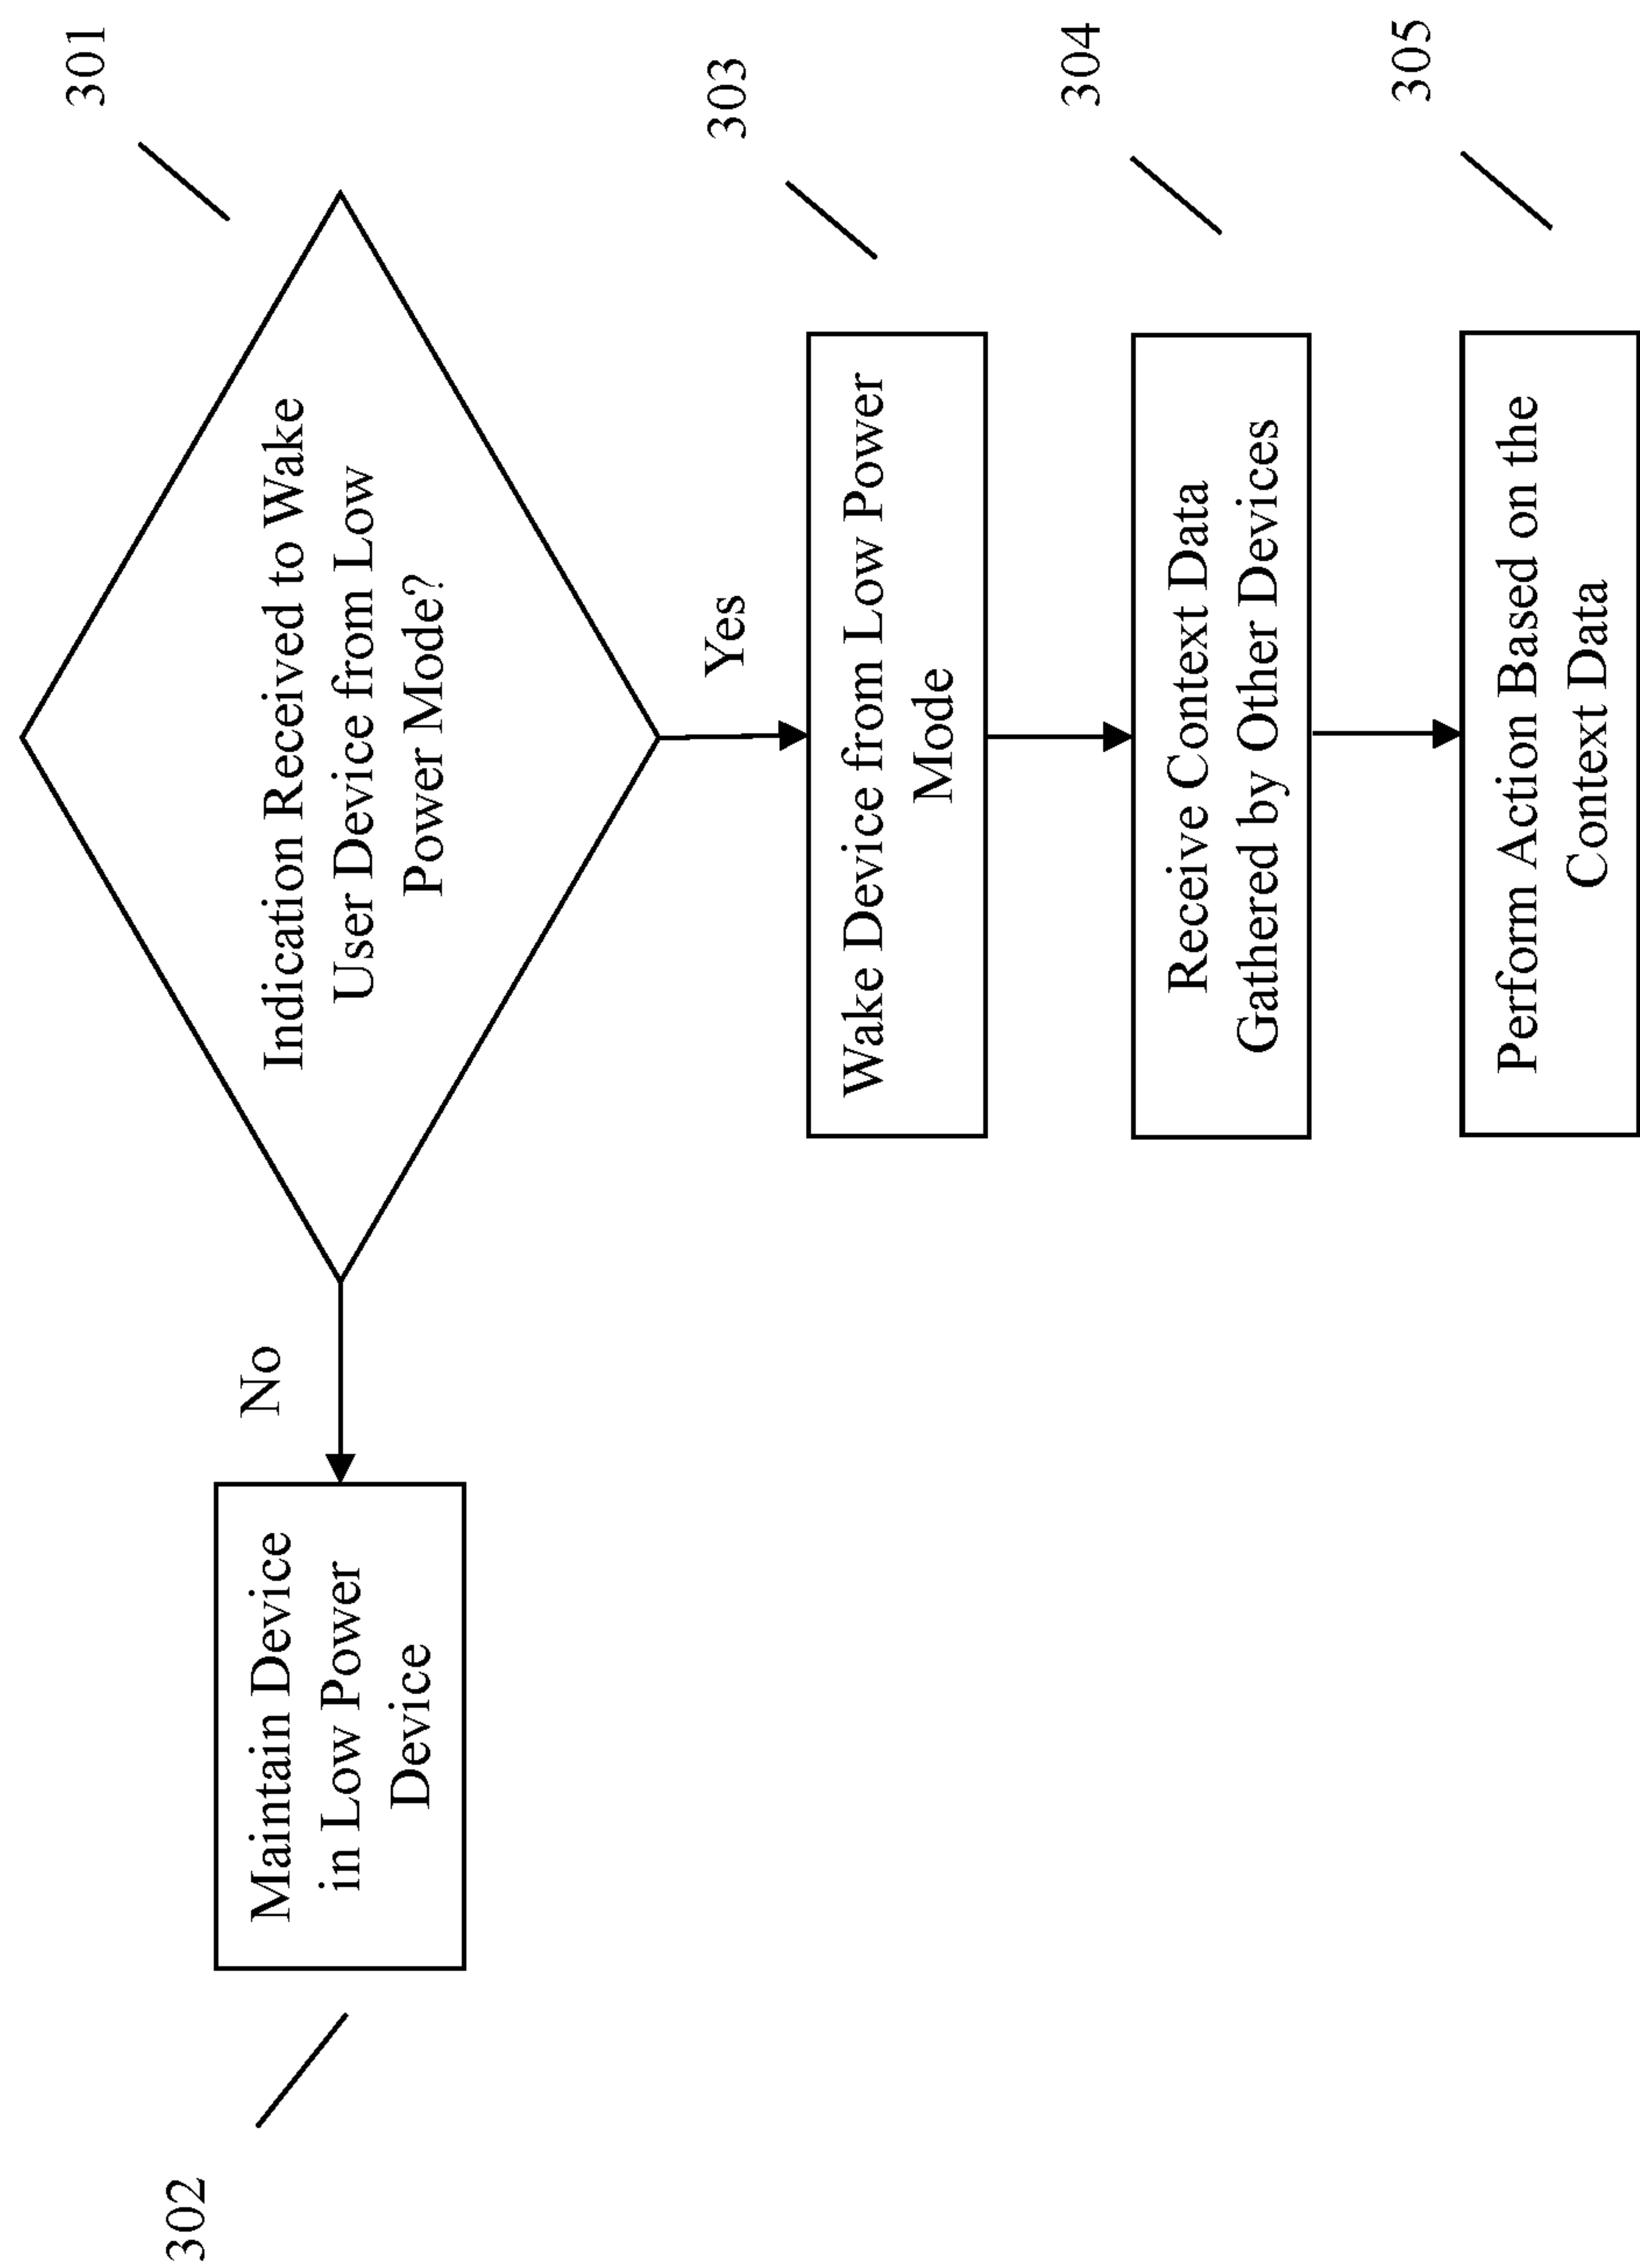 301
Indication Received to Wake
User Device from Low
Power Mode?
No
Maintain Device
in Low Power
Device
302
Yes
303
Wake Device from Low Power
Mode
304
Receive Context Data
Gathered by Other Devices
305
Perform Action Based on the
Context Data